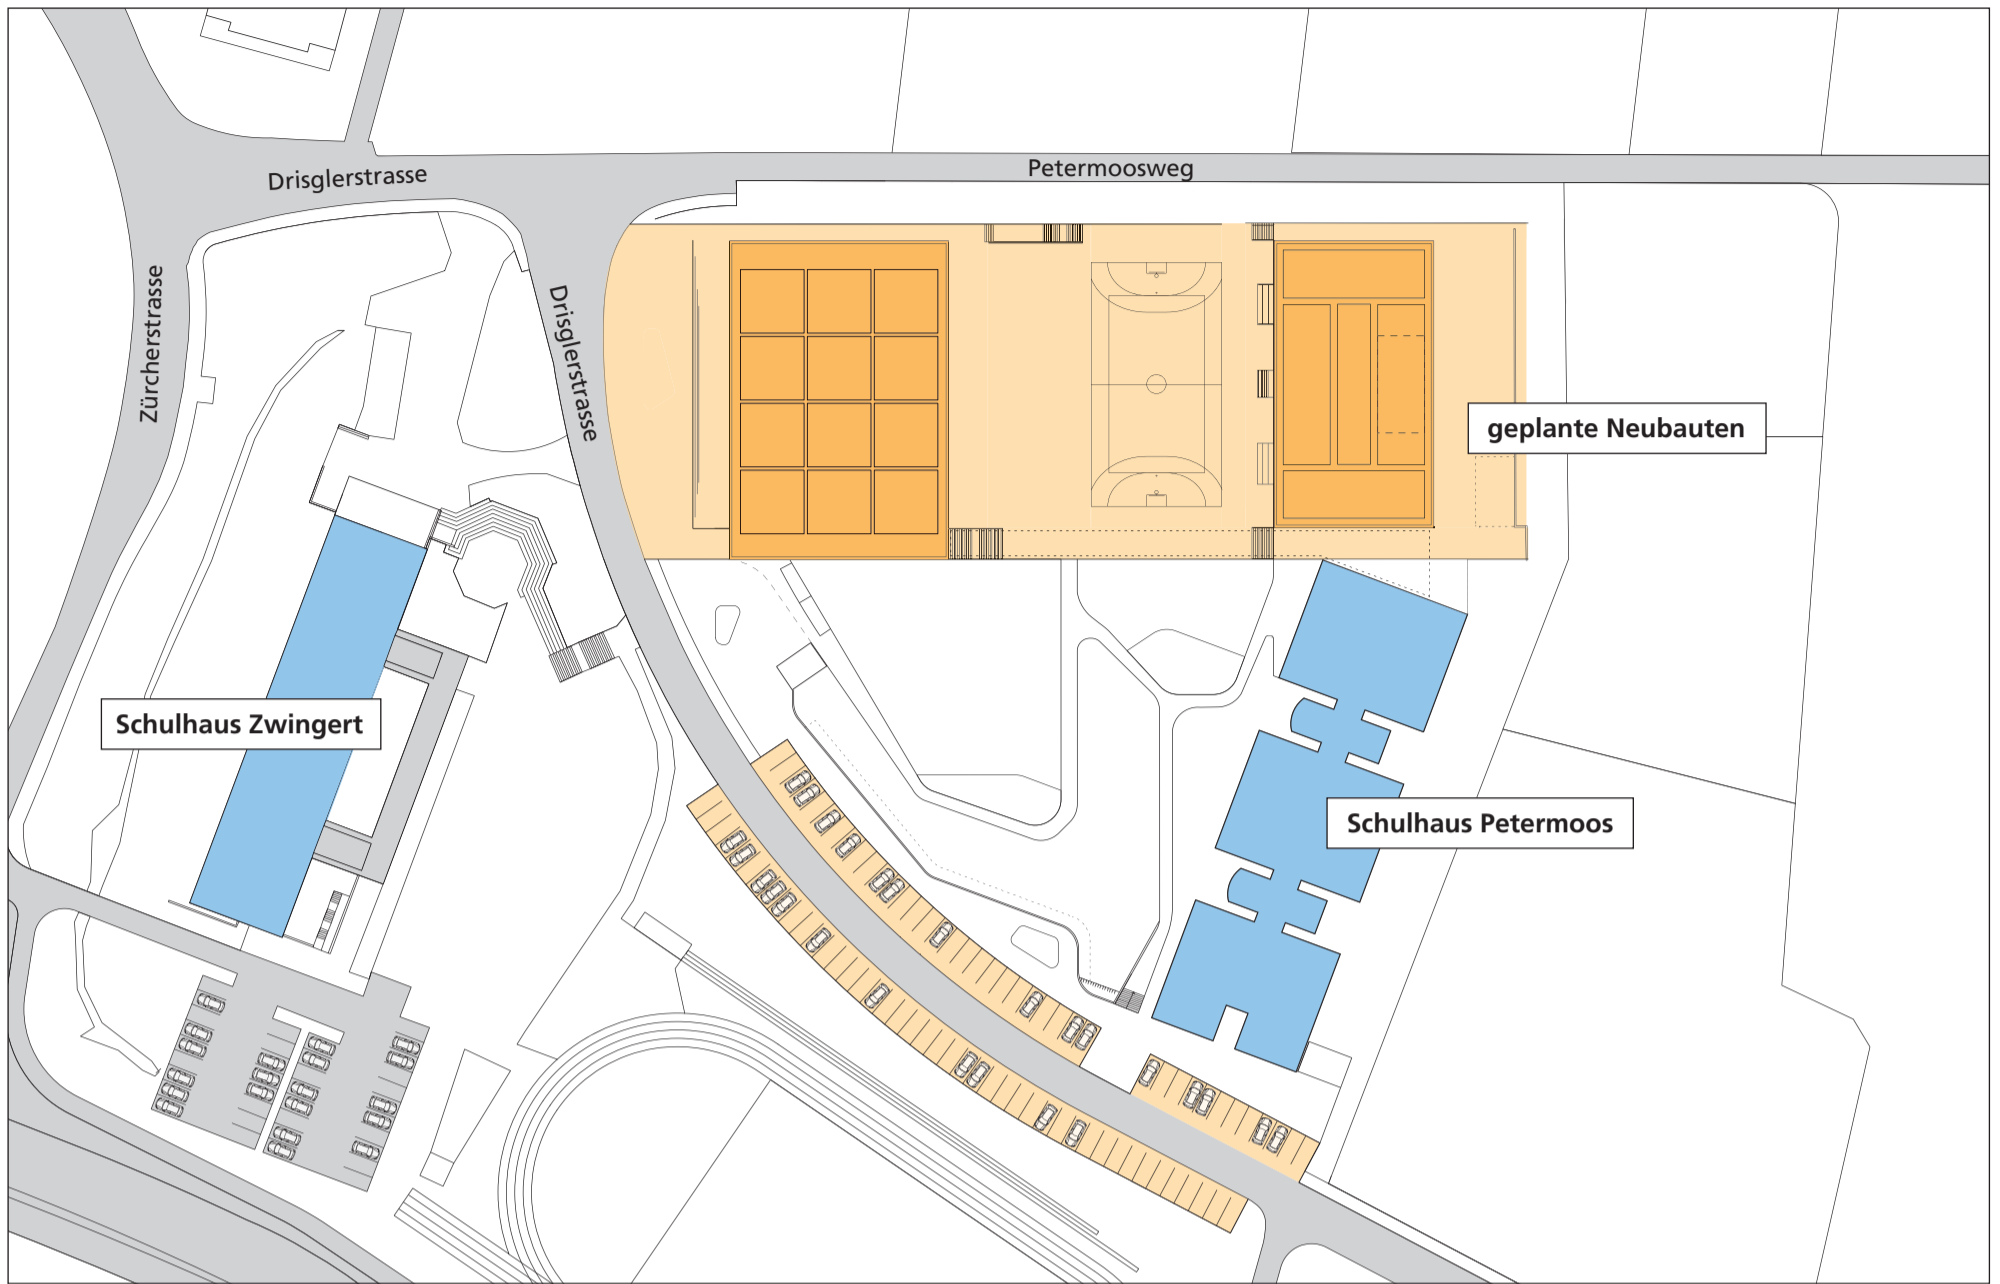 Drisglerstrasse
Petermoosweg
Zürcherstrasse
Drisglerstrasse
geplante Neubauten
Schulhaus Zwingert
Schulhaus Petermoos